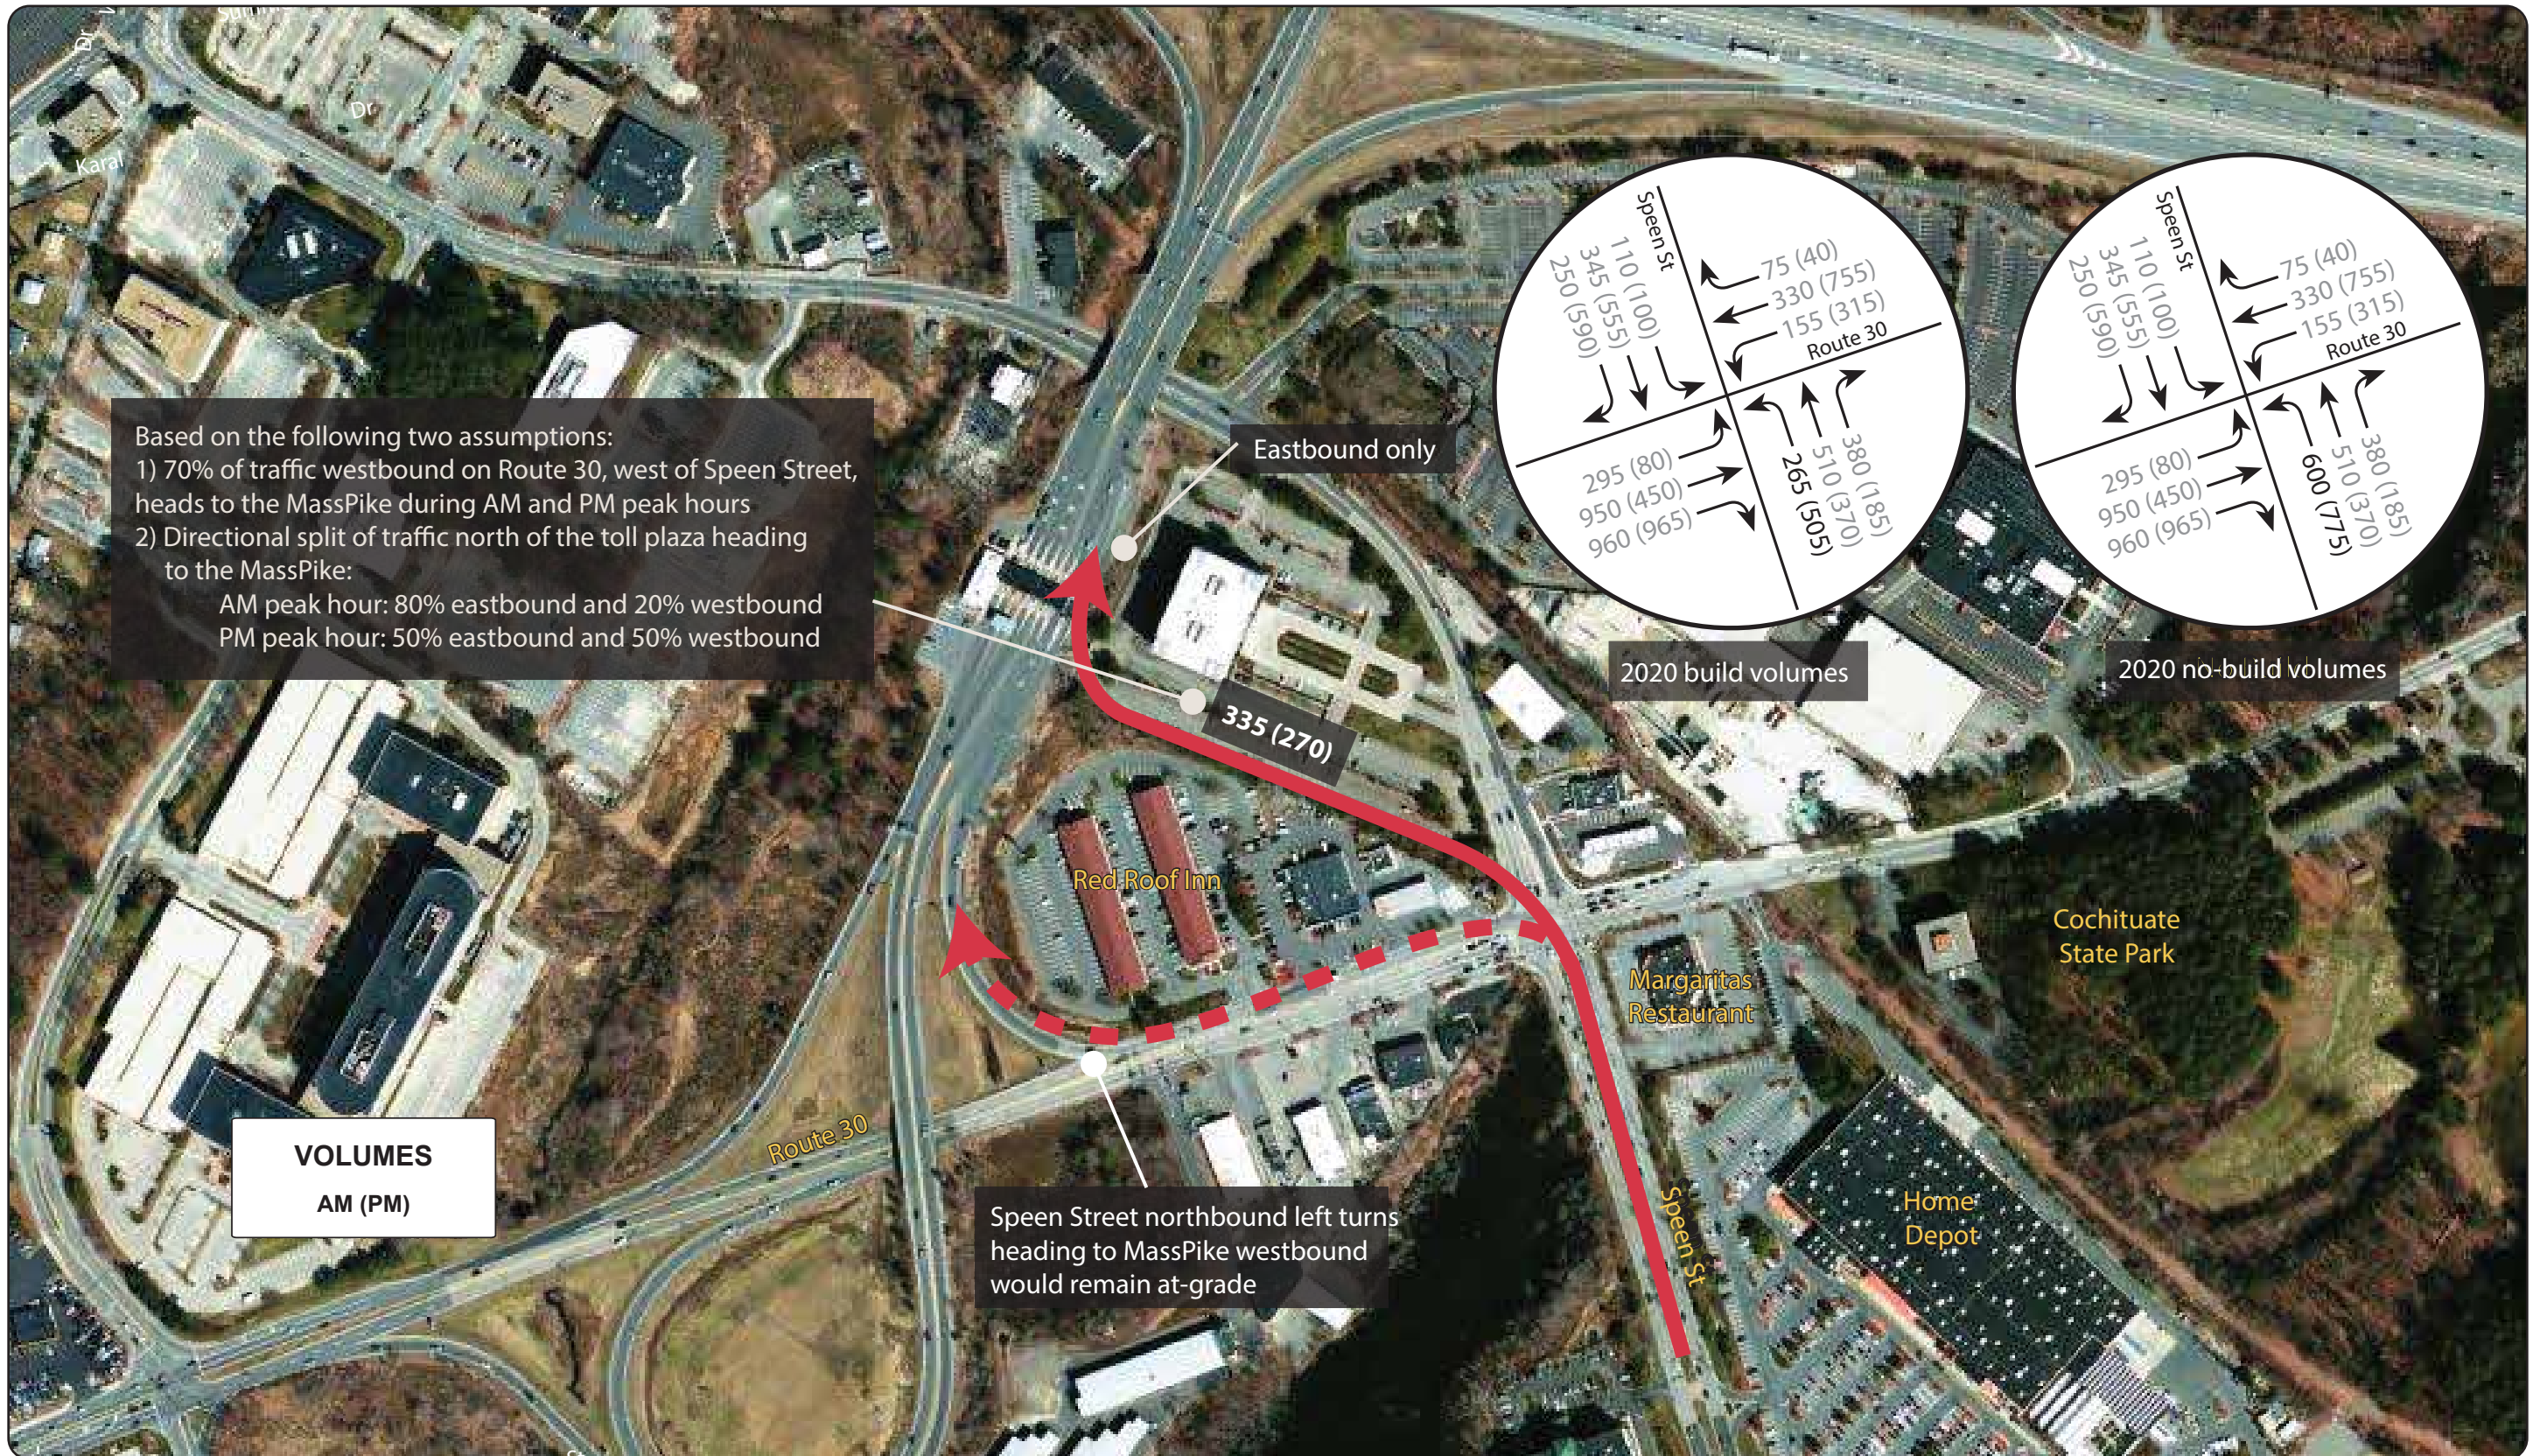 Dr
Dr
Karal
Based on the following two assumptions:
1) 70% of traffic westbound on Route 30, west of Speen Street,
heads to the MassPike during AM and PM peak hours
2) Directional split of traffic north of the toll plaza heading
to the MassPike:
AM peak hour: 80% eastbound and 20% westbound
PM peak hour: 50% eastbound and 50% westbound
Eastbound only
335 (270)
Speen St
110 (100)
345 (555)
250 (590)
75 (40)
330 (755)
155 (315)
Route 30
295 (80)
950 (450)
960 (965)
265 (505)
510 (370)
380 (185)
2020 build volumes
Speen St
110 (100)
345 (555)
250 (590)
75 (40)
330 (755)
155 (315)
Route 30
295 (80)
950 (450)
960 (965)
600 (775)
510 (370)
380 (185)
2020 no-build volumes
Red Roof Inn
Margaritas
Restaurant
Cochituate
State Park
Route 30
Speen St
Home
Depot
Speen Street northbound left turns
heading to MassPike westbound
would remain at-grade
VOLUMES
AM (PM)